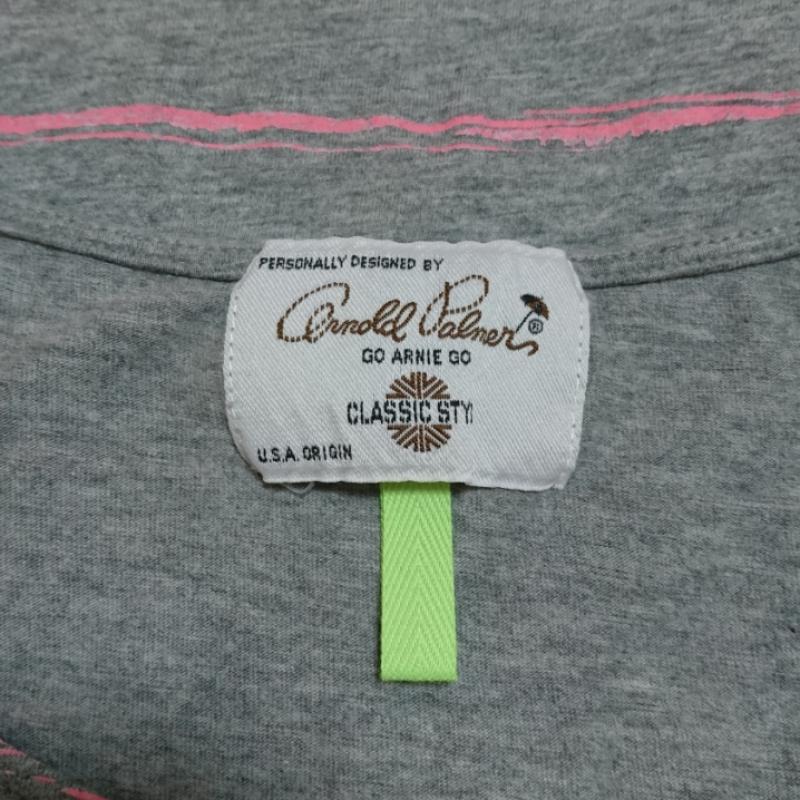 PERSONALLY DESIGNED BY
Arnold Palmer ®
GO ARNIE GO
CLASSIC STY
U.S.A. ORIGIN